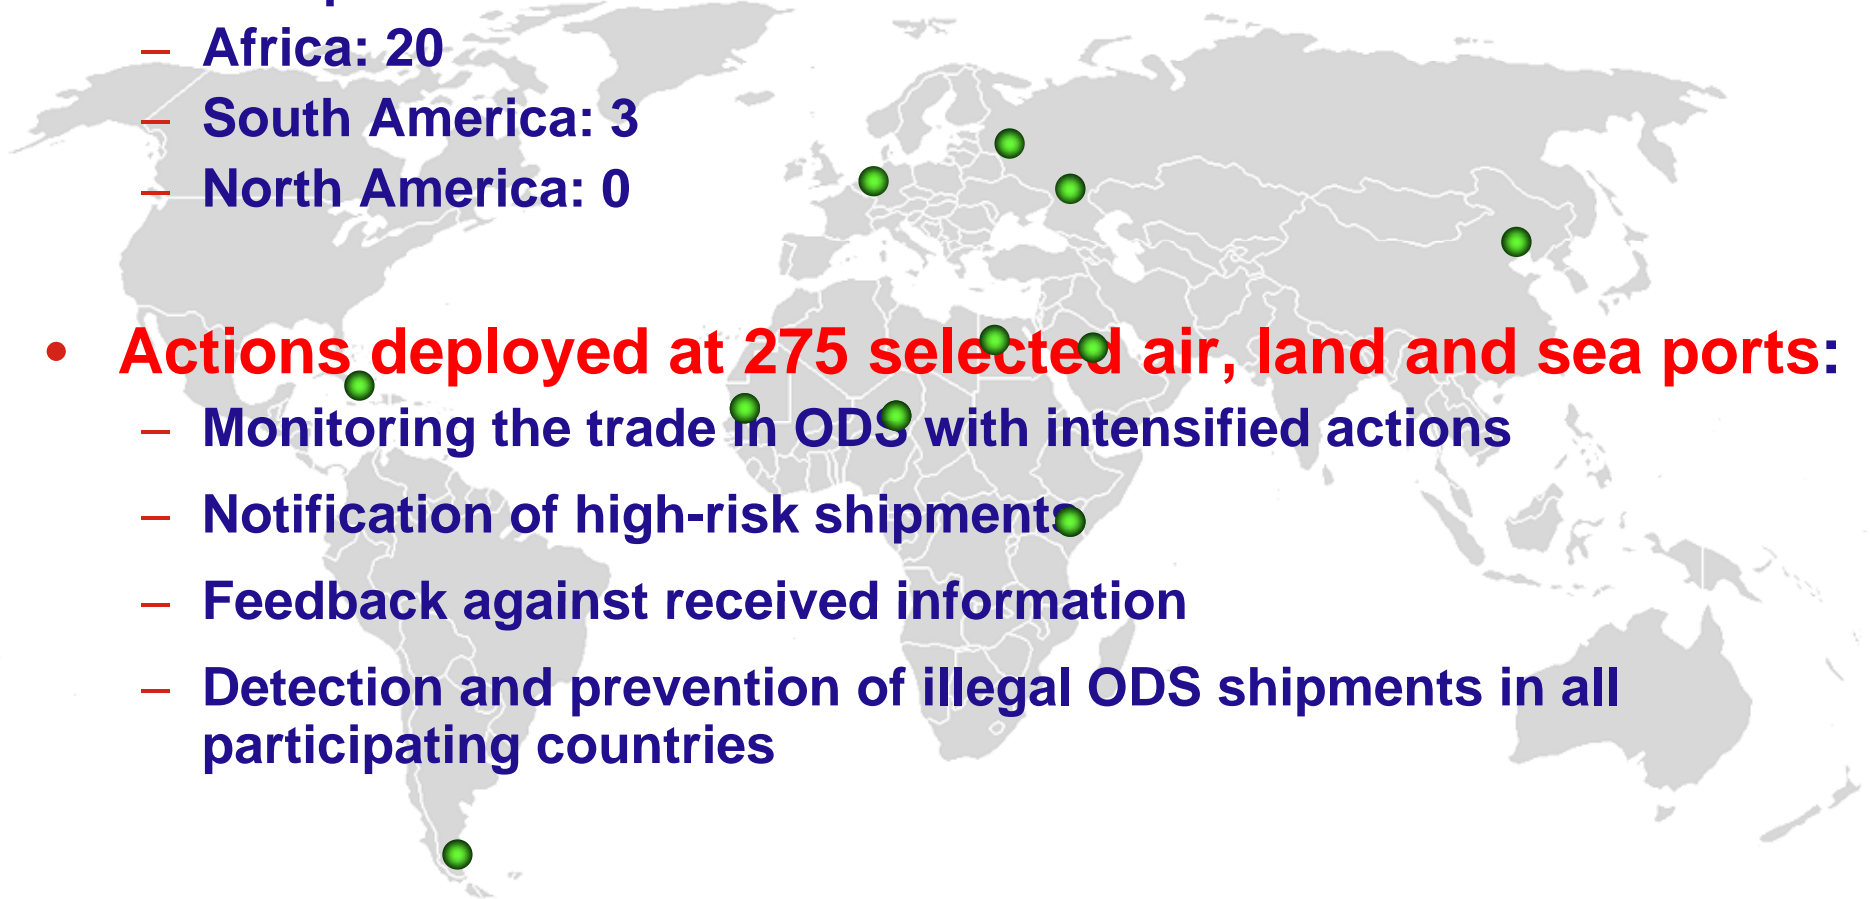 – Africa: 20
– South America: 3
– North America: 0
• Actions deployed at 275 selected air, land and sea ports:
– Monitoring the trade in ODS with intensified actions
– Notification of high-risk shipments
– Feedback against received information
– Detection and prevention of illegal ODS shipments in all
participating countries